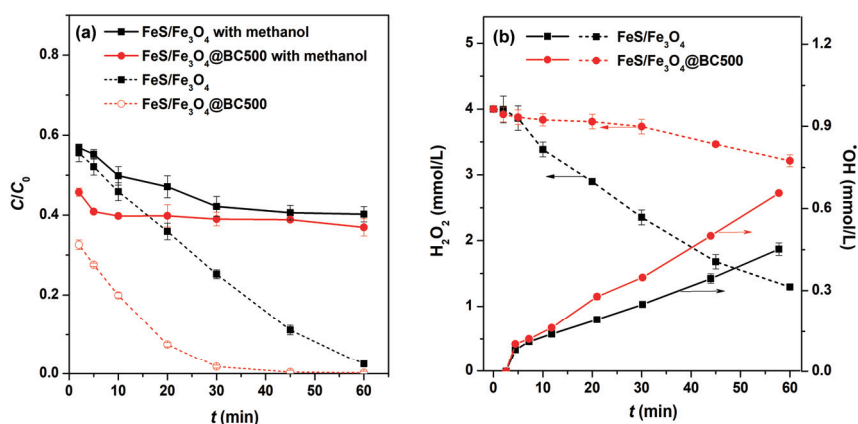 (a)
FeS/Fe₃O₄ with methanol
FeS/Fe₃O₄@BC500 with methanol
FeS/Fe₃O₄
FeS/Fe₃O₄@BC500
0.8
0.6
0.4
0.2
0.0
C/C₀
0 10 20 30 40 50 60
t (min)
(b)
FeS/Fe₃O₄
FeS/Fe₃O₄@BC500
5
4
3
2
1
0
H₂O₂ (mmol/L)
1.2
0.9
0.6
0.3
0.0
•OH (mmol/L)
0 10 20 30 40 50 60
t (min)